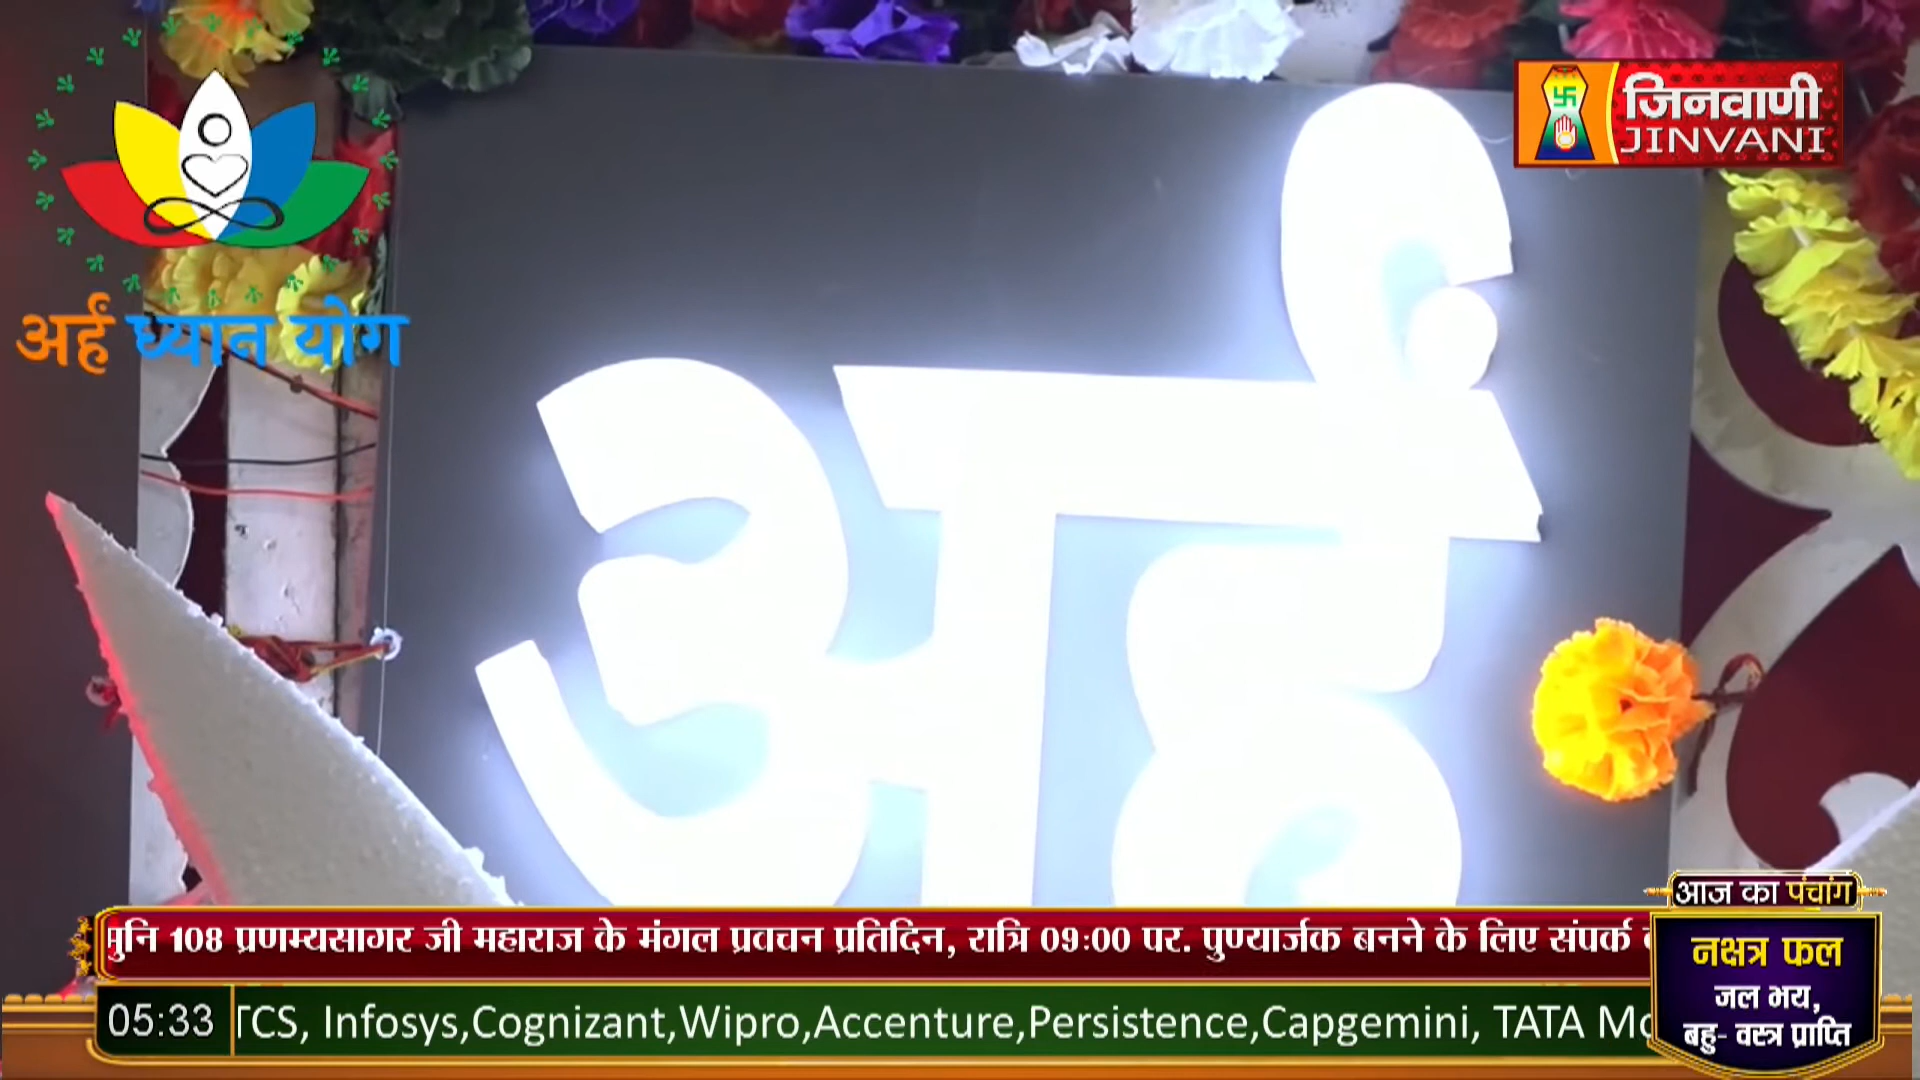 जिनवाणी
JINVANI
अर्हं ध्यान योग
अर्हं
आज का पंचांग
मुनि 108 प्रणम्यसागर जी महाराज के मंगल प्रवचन प्रतिदिन, रात्रि 09:00 पर. पुण्यार्जक बनने के लिए संपर्क
नक्षत्र फल
जल भय,
बहु- वस्त्र प्राप्ति
05:33
TCS, Infosys,Cognizant,Wipro,Accenture,Persistence,Capgemini, TATA